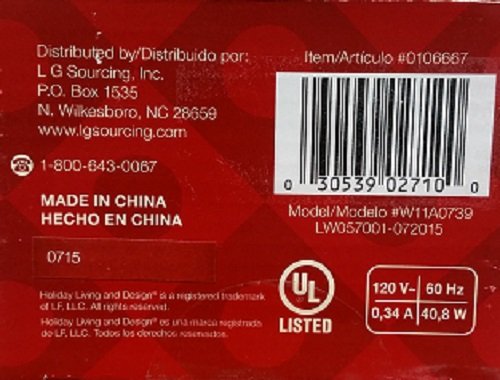 Distributed by/Distribuido por:
L G Sourcing, Inc.
P.O. Box 1535
N. Wilkesboro, NC 28659
www.lgsourcing.com
1-800-643-0067
MADE IN CHINA
HECHO EN CHINA
0715
Holiday Living and Design® is a registered trademark
of LF, LLC. All rights reserved.
Holiday Living and Design® es una marca registrada
de LF, LLC. Todos los derechos reservados.
Item/Artículo #0106667
0 30539 02710 0
Model/Modelo #W11A0739
LW057001-072015
UL
LISTED
120 V~ 60 Hz
0,34 A 40,8 W